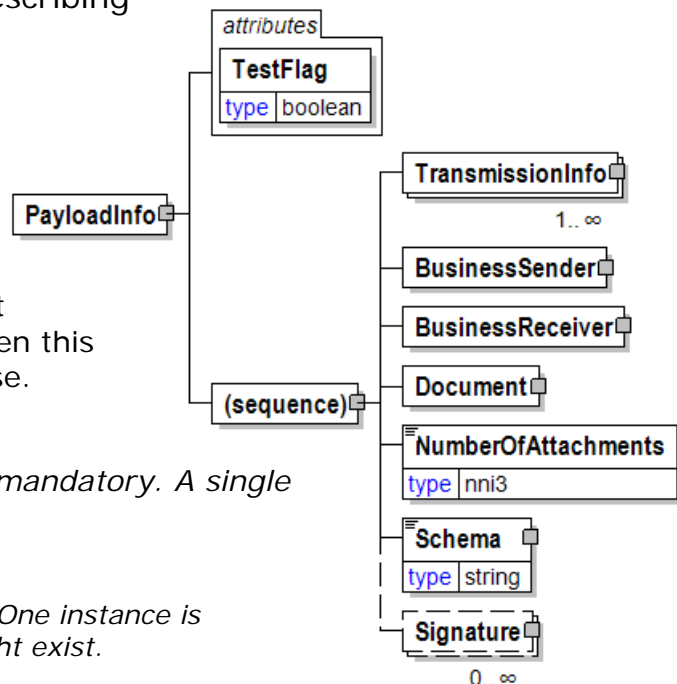 escribing
attributes
TestFlag
type boolean
TransmissionInfo
1.. ∞
PayloadInfo
BusinessSender
BusinessReceiver
en this
se.
Document
(sequence)
NumberOfAttachments
type nni3
mandatory. A single
Schema
type string
One instance is
ht exist.
Signature
0.. ∞